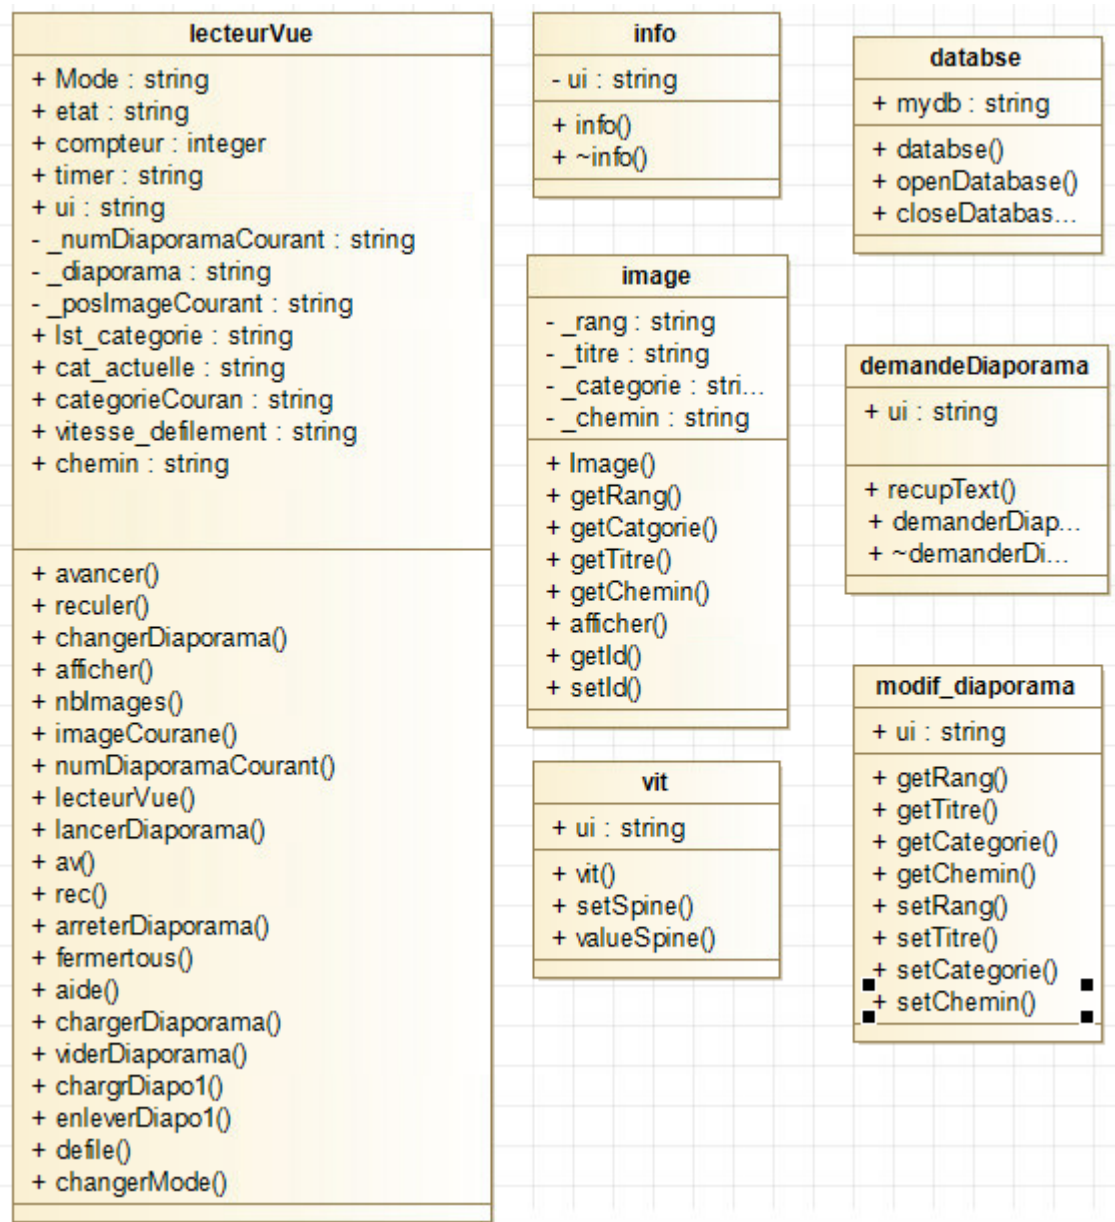 lecteurVue
+ Mode : string
+ etat : string
+ compteur : integer
+ timer : string
+ ui : string
- _numDiaporamaCourant : string
- _diaporama : string
- _posImageCourant : string
+ lst_categorie : string
+ cat_actuelle : string
+ categorieCouran : string
+ vitesse_defilement : string
+ chemin : string
+ avancer()
+ reculer()
+ changerDiaporama()
+ afficher()
+ nbImages()
+ imageCourane()
+ numDiaporamaCourant()
+ lecteurVue()
+ lancerDiaporama()
+ av()
+ rec()
+ arreterDiaporama()
+ fermertous()
+ aide()
+ chargerDiaporama()
+ viderDiaporama()
+ chargrDiapo1()
+ enleverDiapo1()
+ defile()
+ changerMode()
info
- ui : string
+ info()
+ ~info()
image
- _rang : string
- _titre : string
- _categorie : stri...
- _chemin : string
+ Image()
+ getRang()
+ getCatgorie()
+ getTitre()
+ getChemin()
+ afficher()
+ getId()
+ setId()
vit
+ ui : string
+ vit()
+ setSpine()
+ valueSpine()
databse
+ mydb : string
+ databse()
+ openDatabase()
+ closeDatabas...
demandeDiaporama
+ ui : string
+ recupText()
+ demanderDiap...
+ ~demanderDi...
modif_diaporama
+ ui : string
+ getRang()
+ getTitre()
+ getCategorie()
+ getChemin()
+ setRang()
+ setTitre()
+ setCategorie()
+ setChemin()